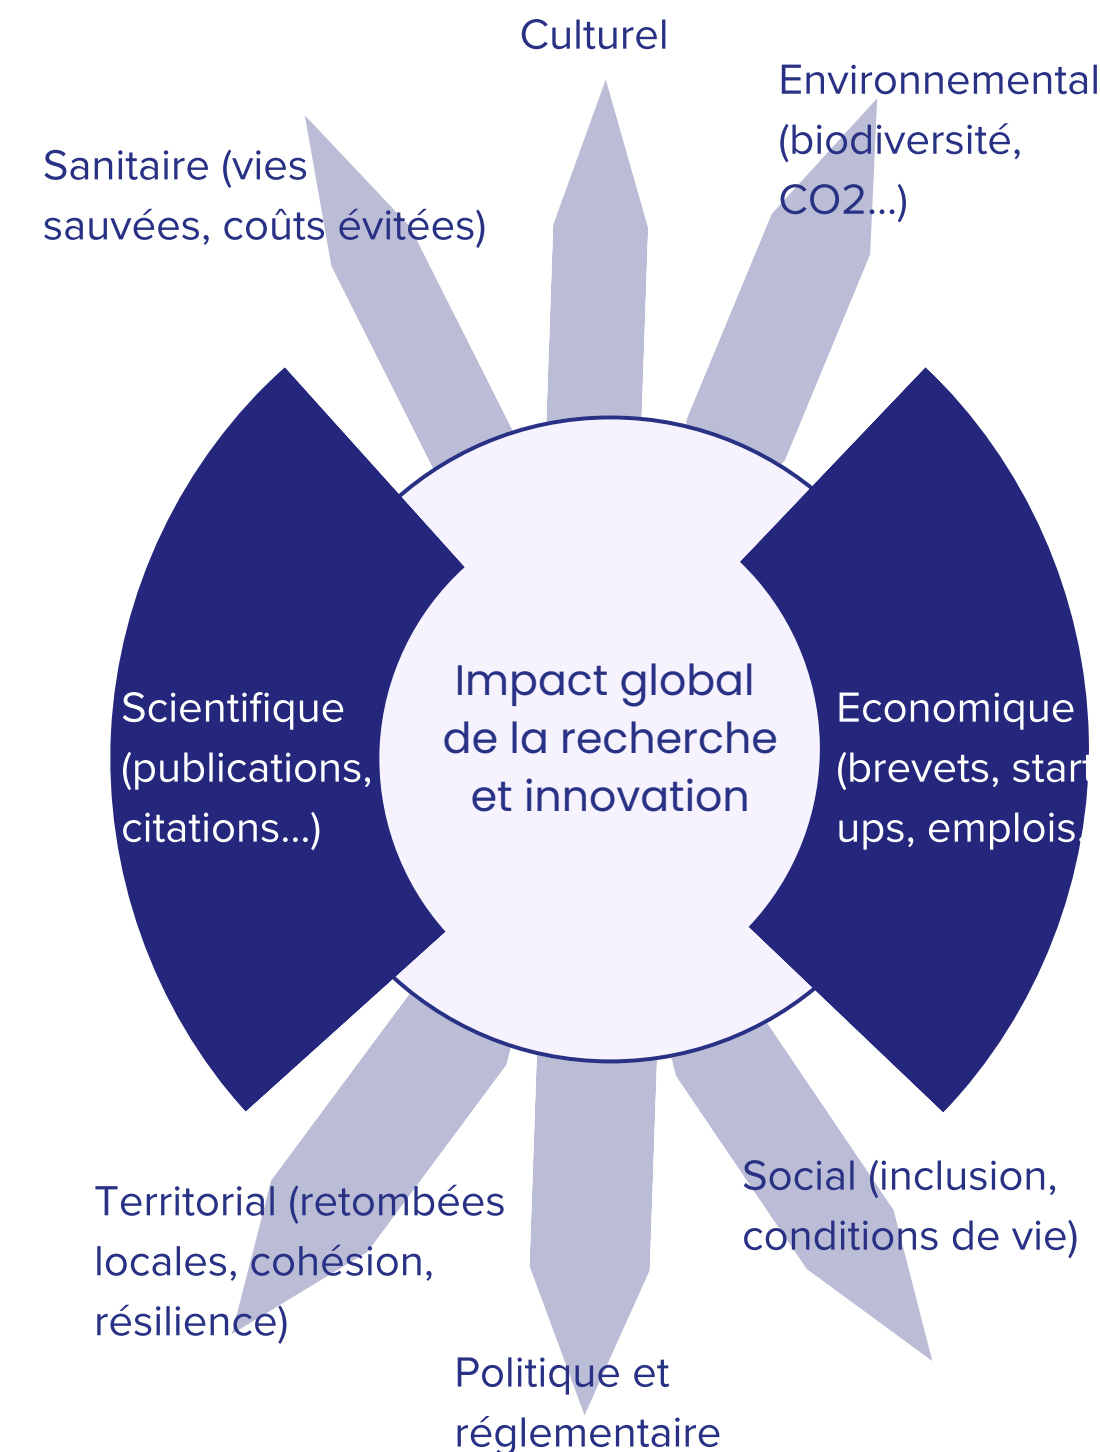 Culturel
Environnemental
(biodiversité,
CO2...)
Sanitaire (vies
sauvées, coûts évitées)
Scientifique
(publications,
citations...)
Impact global
de la recherche
et innovation
Economique
(brevets, start
ups, emplois.
Territorial (retombées
locales, cohésion,
résilience)
Social (inclusion,
conditions de vie)
Politique et
réglementaire